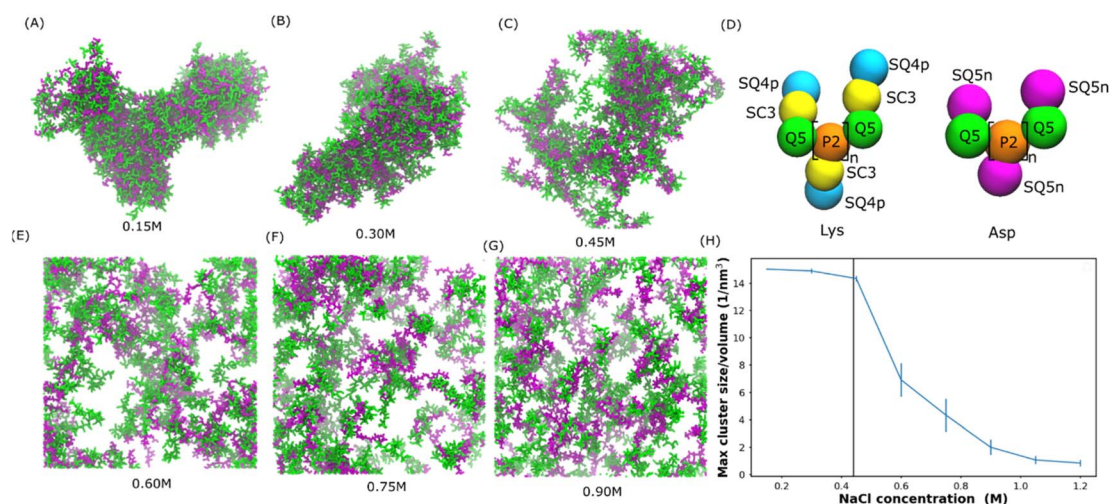 (A)
(B)
(C)
(D)
0.15M
0.30M
0.45M
SQ4p
SC3
Q5
P2
n
SC3
SQ4p
SQ4p
SC3
Q5
Lys
SQ5n
Q5
n
SQ5n
SQ5n
Q5
P2
Asp
(E)
(F)
(G)
(H)
0.60M
0.75M
0.90M
Max cluster size/volume (1/nm³)
14
12
10
8
6
4
2
0
0.2 0.4 0.6 0.8 1.0 1.2
NaCl concentration (M)